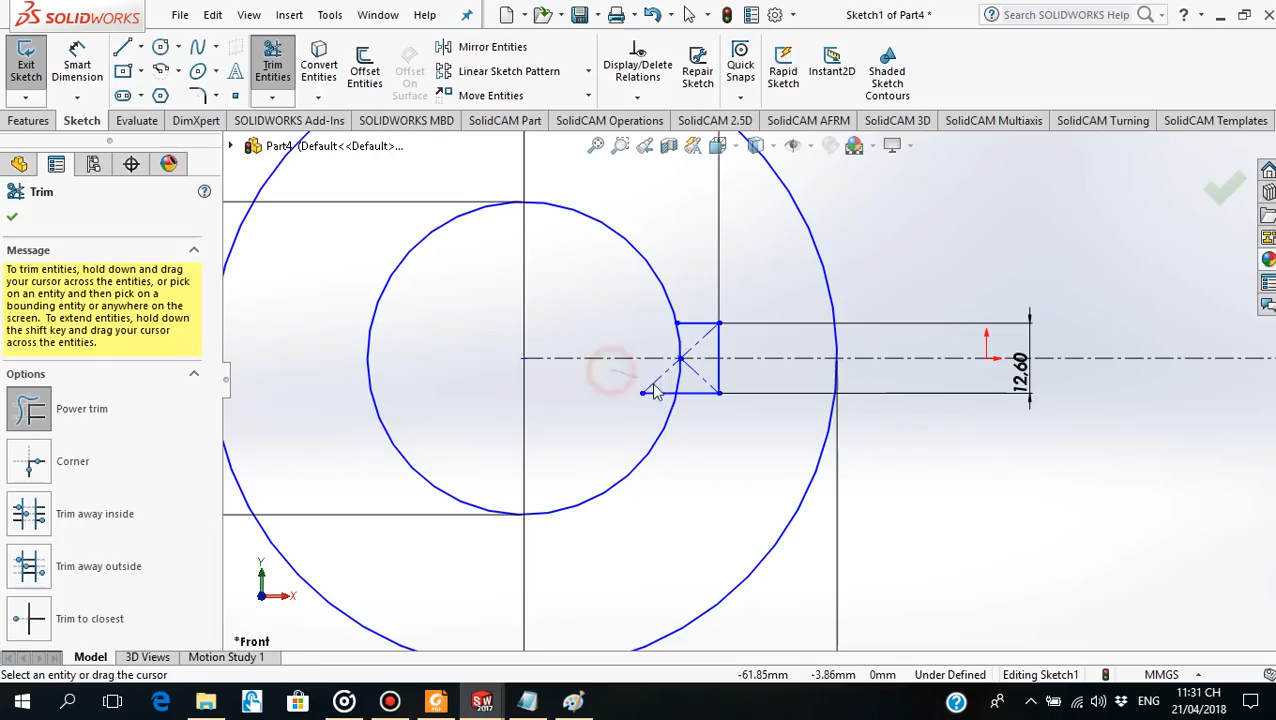 SOLIDWORKS
File Edit View Insert Tools Window Help
Sketch1 of Part4 *
Search SOLIDWORKS Help
?
Exit Sketch
Smart Dimension
Trim Entities
Convert Entities
Offset Entities
Offset On Surface
Mirror Entities
Linear Sketch Pattern
Move Entities
Display/Delete Relations
Repair Sketch
Quick Snaps
Rapid Sketch
Instant2D
Shaded Sketch Contours
Features Sketch Evaluate DimXpert SOLIDWORKS Add-Ins SOLIDWORKS MBD SolidCAM Part SolidCAM Operations SolidCAM 2.5D SolidCAM AFRM SolidCAM 3D SolidCAM Multiaxis SolidCAM Turning SolidCAM Templates
Part4 (Default<<Default>...
Trim
?
Message
To trim entities, hold down and drag
your cursor across the entities, or pick
on an entity and then pick on a
bounding entity or anywhere on the
screen. To extend entities, hold down
the shift key and drag your cursor
across the entities.
Options
Power trim
Corner
Trim away inside
Trim away outside
Trim to closest
12.60
Y
X
*Front
Model 3D Views Motion Study 1
Select an entity or drag the cursor
-61.85mm -3.86mm 0mm Under Defined Editing Sketch1 MMGS
SW
2017
ENG
11:31 CH
21/04/2018